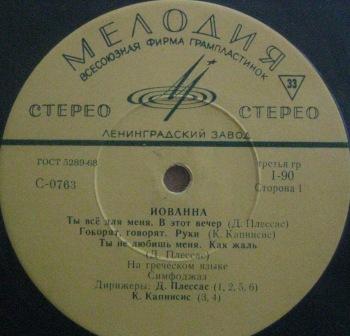 МЕЛОДИЯ
ВСЕСОЮЗНАЯ ФИРМА ГРАМПЛАСТИНОК
33
СТЕРЕО СТЕРЕО
ЛЕНИНГРАДСКИЙ ЗАВОД
ГОСТ 5289-68 третья гр
1-90
С-0763 Сторона 1
ИОВАННА
Ты всё для меня. В этот вечер (Д. Плессас)
Говорят, говорят. Руки (К. Капнисис)
Ты не любишь меня. Как жаль
(Д. Плессас)
На греческом языке
Симфоджаз
Дирижеры: Д. Плессас (1, 2, 5, 6)
К. Капнисис (3, 4)